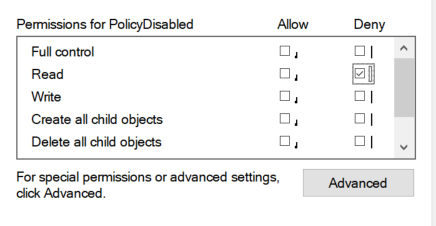 Permissions for PolicyDisabled Allow Deny
Full control
Read
Write
Create all child objects
Delete all child objects
For special permissions or advanced settings,
click Advanced.
Advanced